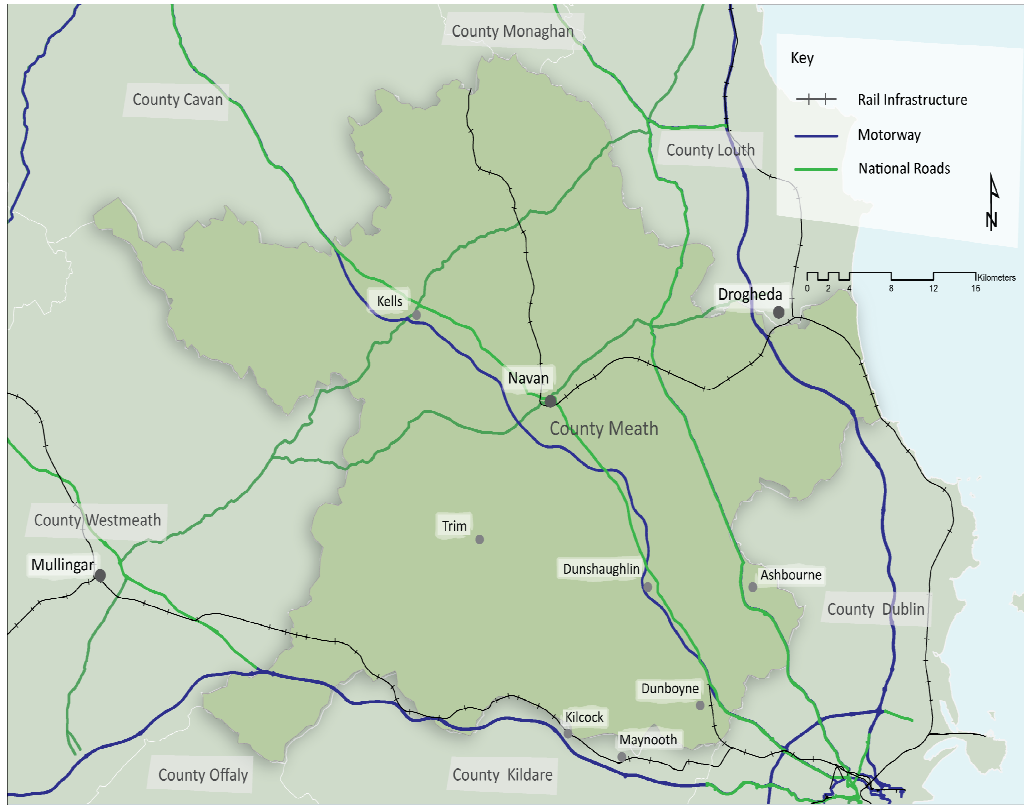 County Monaghan
Key
County Cavan
Rail Infrastructure
Motorway
County Louth
National Roads
N
Kilometers
0 2 4 8 12 16
Drogheda
Kells
Navan
County Meath
County Westmeath
Trim
Mullingar
Dunshaughlin
Ashbourne
County Dublin
Dunboyne
Kilcock
Maynooth
County Offaly
County Kildare